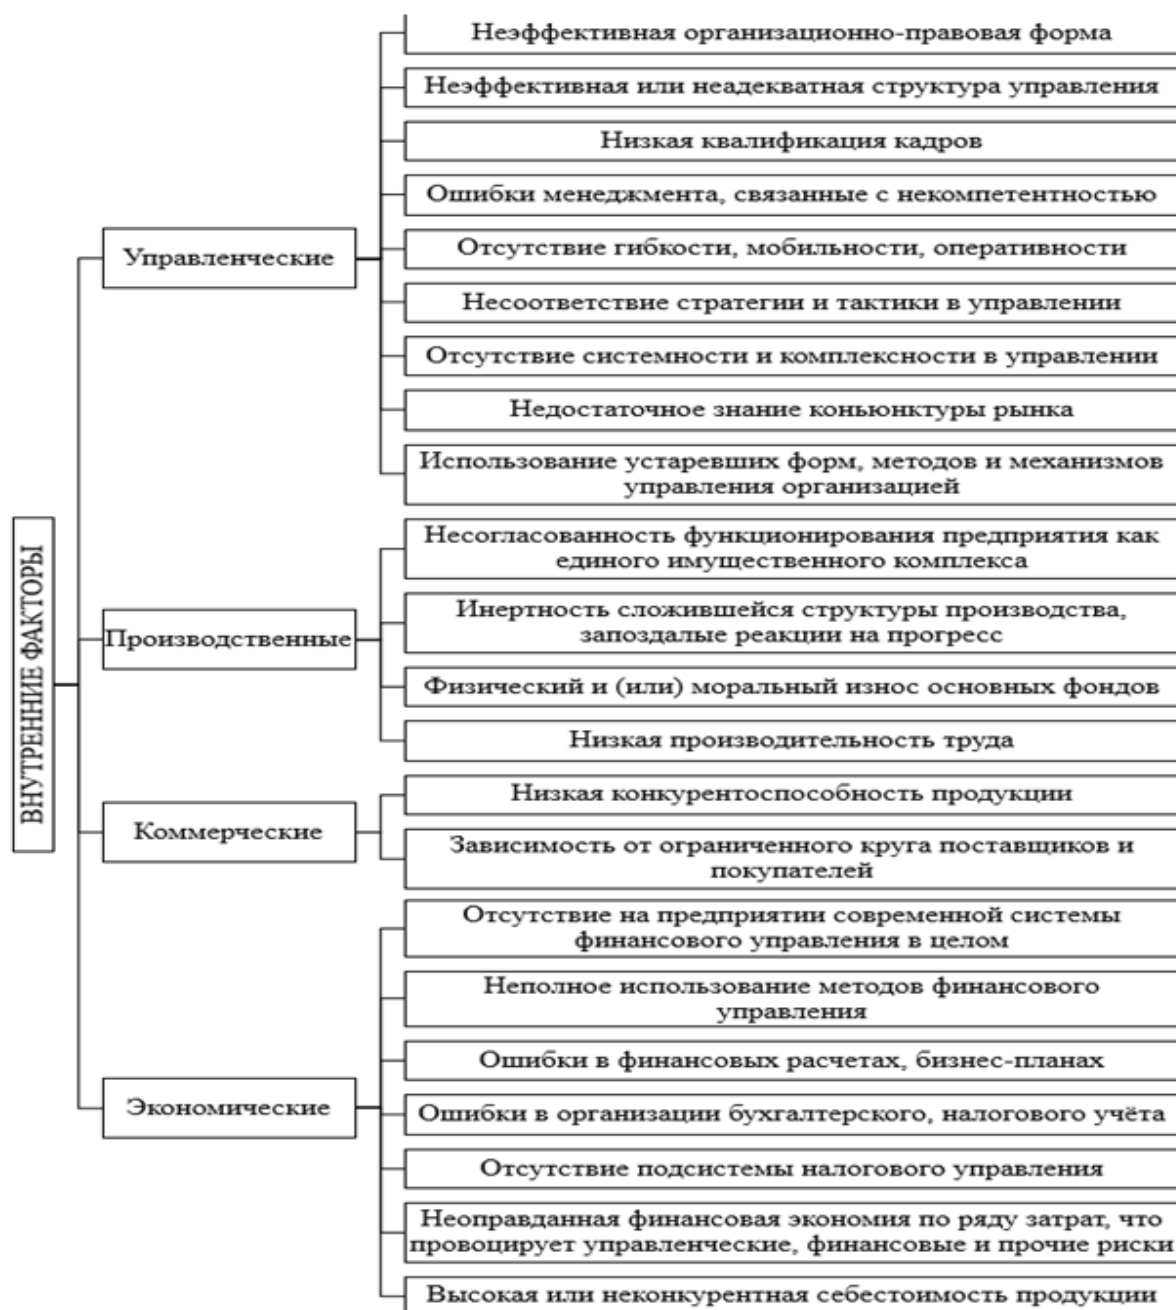 ВНУТРЕННИЕ ФАКТОРЫ
Управленческие
Неэффективная организационно-правовая форма
Неэффективная или неадекватная структура управления
Низкая квалификация кадров
Ошибки менеджмента, связанные с некомпетентностью
Отсутствие гибкости, мобильности, оперативности
Несоответствие стратегии и тактики в управлении
Отсутствие системности и комплексности в управлении
Недостаточное знание коньюнктуры рынка
Использование устаревших форм, методов и механизмов
управления организацией
Производственные
Несогласованность функционирования предприятия как
единого имущественного комплекса
Инертность сложившейся структуры производства,
запоздалые реакции на прогресс
Физический и (или) моральный износ основных фондов
Низкая производительность труда
Коммерческие
Низкая конкурентоспособность продукции
Зависимость от ограниченного круга поставщиков и
покупателей
Экономические
Отсутствие на предприятии современной системы
финансового управления в целом
Неполное использование методов финансового
управления
Ошибки в финансовых расчетах, бизнес-планах
Ошибки в организации бухгалтерского, налогового учёта
Отсутствие подсистемы налогового управления
Неоправданная финансовая экономия по ряду затрат, что
провоцирует управленческие, финансовые и прочие риски
Высокая или неконкурентная себестоимость продукции